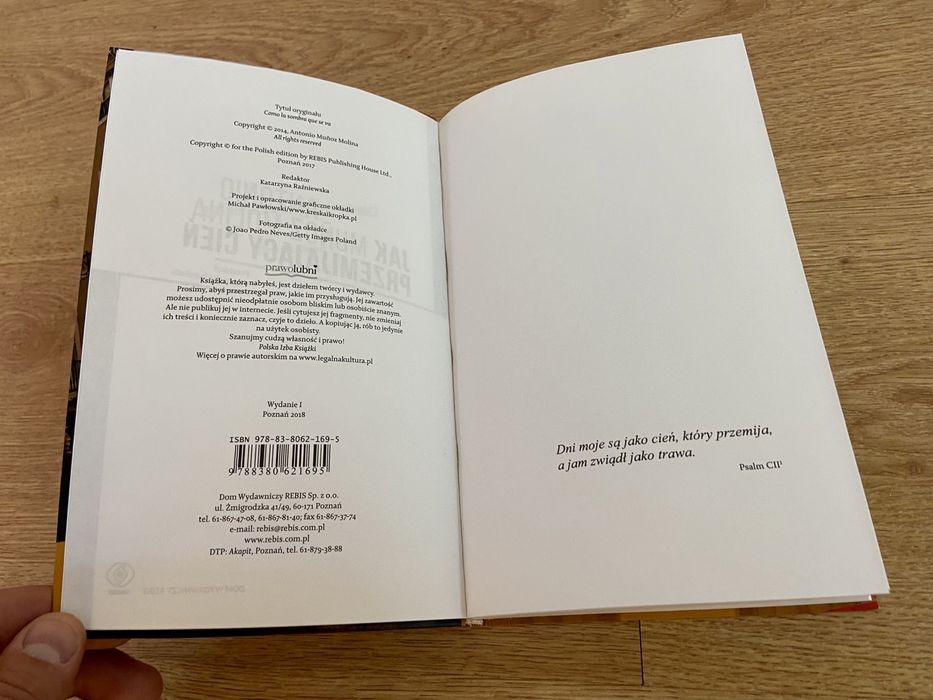 Tytuł oryginału
Como la sombra que se va
Copyright © 2014, Antonio Muñoz Molina
All rights reserved
Copyright © for the Polish edition by REBIS Publishing House Ltd.,
Poznań 2017
Redaktor
Katarzyna Raźniewska
Projekt i opracowanie graficzne okładki
Michał Pawłowski/www.kreskaikropka.pl
Fotografia na okładce
© Joao Pedro Neves/Getty Images Poland
prawolubni
Książka, którą nabyłeś, jest dziełem twórcy i wydawcy.
Prosimy, abyś przestrzegał praw, jakie im przysługują. Jej zawartość
możesz udostępnić nieodpłatnie osobom bliskim lub osobiście znanym.
Ale nie publikuj jej w internecie. Jeśli cytujesz jej fragmenty, nie zmieniaj
ich treści i koniecznie zaznacz, czyje to dzieło. A kopiując ją, rób to jedynie
na użytek osobisty.
Szanujmy cudzą własność i prawo!
Polska Izba Książki
Więcej o prawie autorskim na www.legalnakultura.pl
Wydanie I
Poznań 2018
ISBN 978-83-8062-169-5
9 788380 621695
Dom Wydawniczy REBIS Sp. z o.o.
ul. Żmigrodzka 41/49, 60-171 Poznań
tel. 61-867-47-08, 61-867-81-40; fax 61-867-37-74
e-mail: rebis@rebis.com.pl
www.rebis.com.pl
DTP: Akapit, Poznań, tel. 61-879-38-88
Dni moje są jako cień, który przemija,
a jam zwiądł jako trawa.
Psalm CII¹